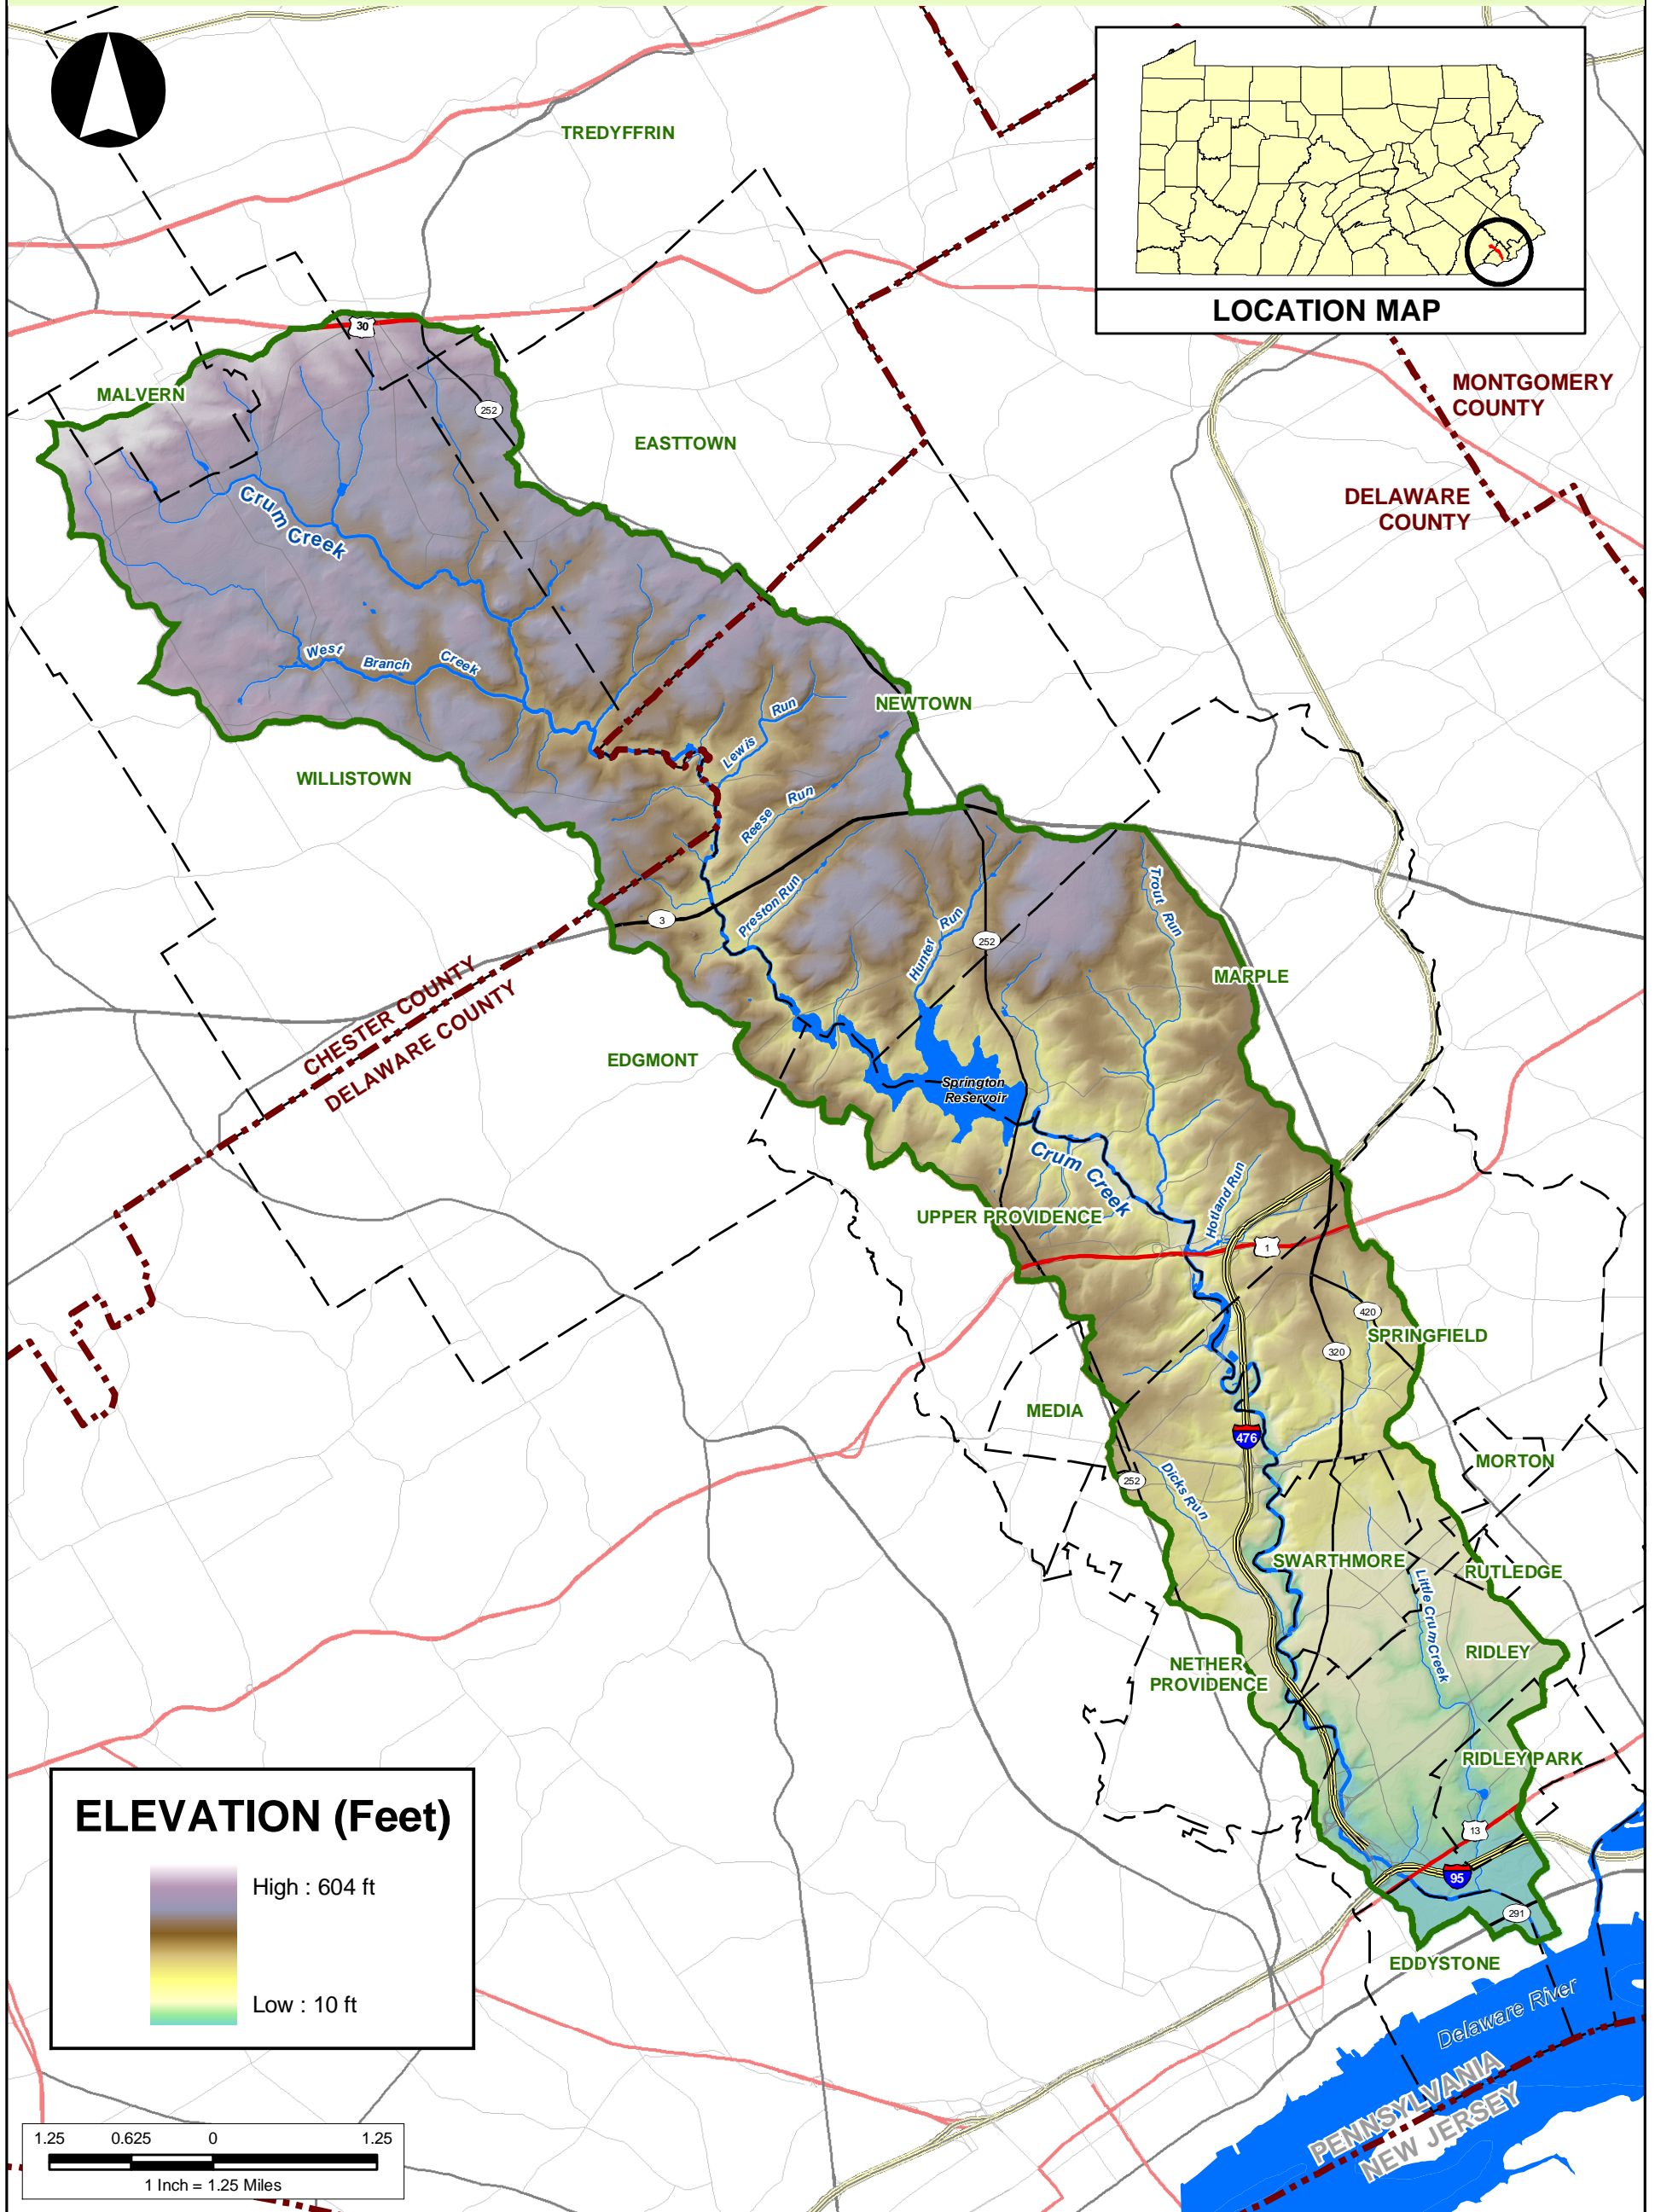 TREDYFFRIN
LOCATION MAP
30
MALVERN
252
EASTTOWN
MONTGOMERY
COUNTY
DELAWARE
COUNTY
Crum Creek
West Branch Creek
NEWTOWN
Lewis Run
WILLISTOWN
Reese Run
Preston Run
3
Hunter Run
252
Trout Run
MARPLE
CHESTER COUNTY
DELAWARE COUNTY
EDGMONT
Springton
Reservoir
Crum Creek
Hotland Run
UPPER PROVIDENCE
1
420
SPRINGFIELD
320
MEDIA
476
MORTON
252
Dicks Run
SWARTHMORE
RUTLEDGE
Little Crum Creek
RIDLEY
NETHER
PROVIDENCE
RIDLEY PARK
13
95
291
EDDYSTONE
Delaware River
PENNSYLVANIA
NEW JERSEY
ELEVATION (Feet)
High : 604 ft
Low : 10 ft
1.25 0.625 0 1.25
1 Inch = 1.25 Miles